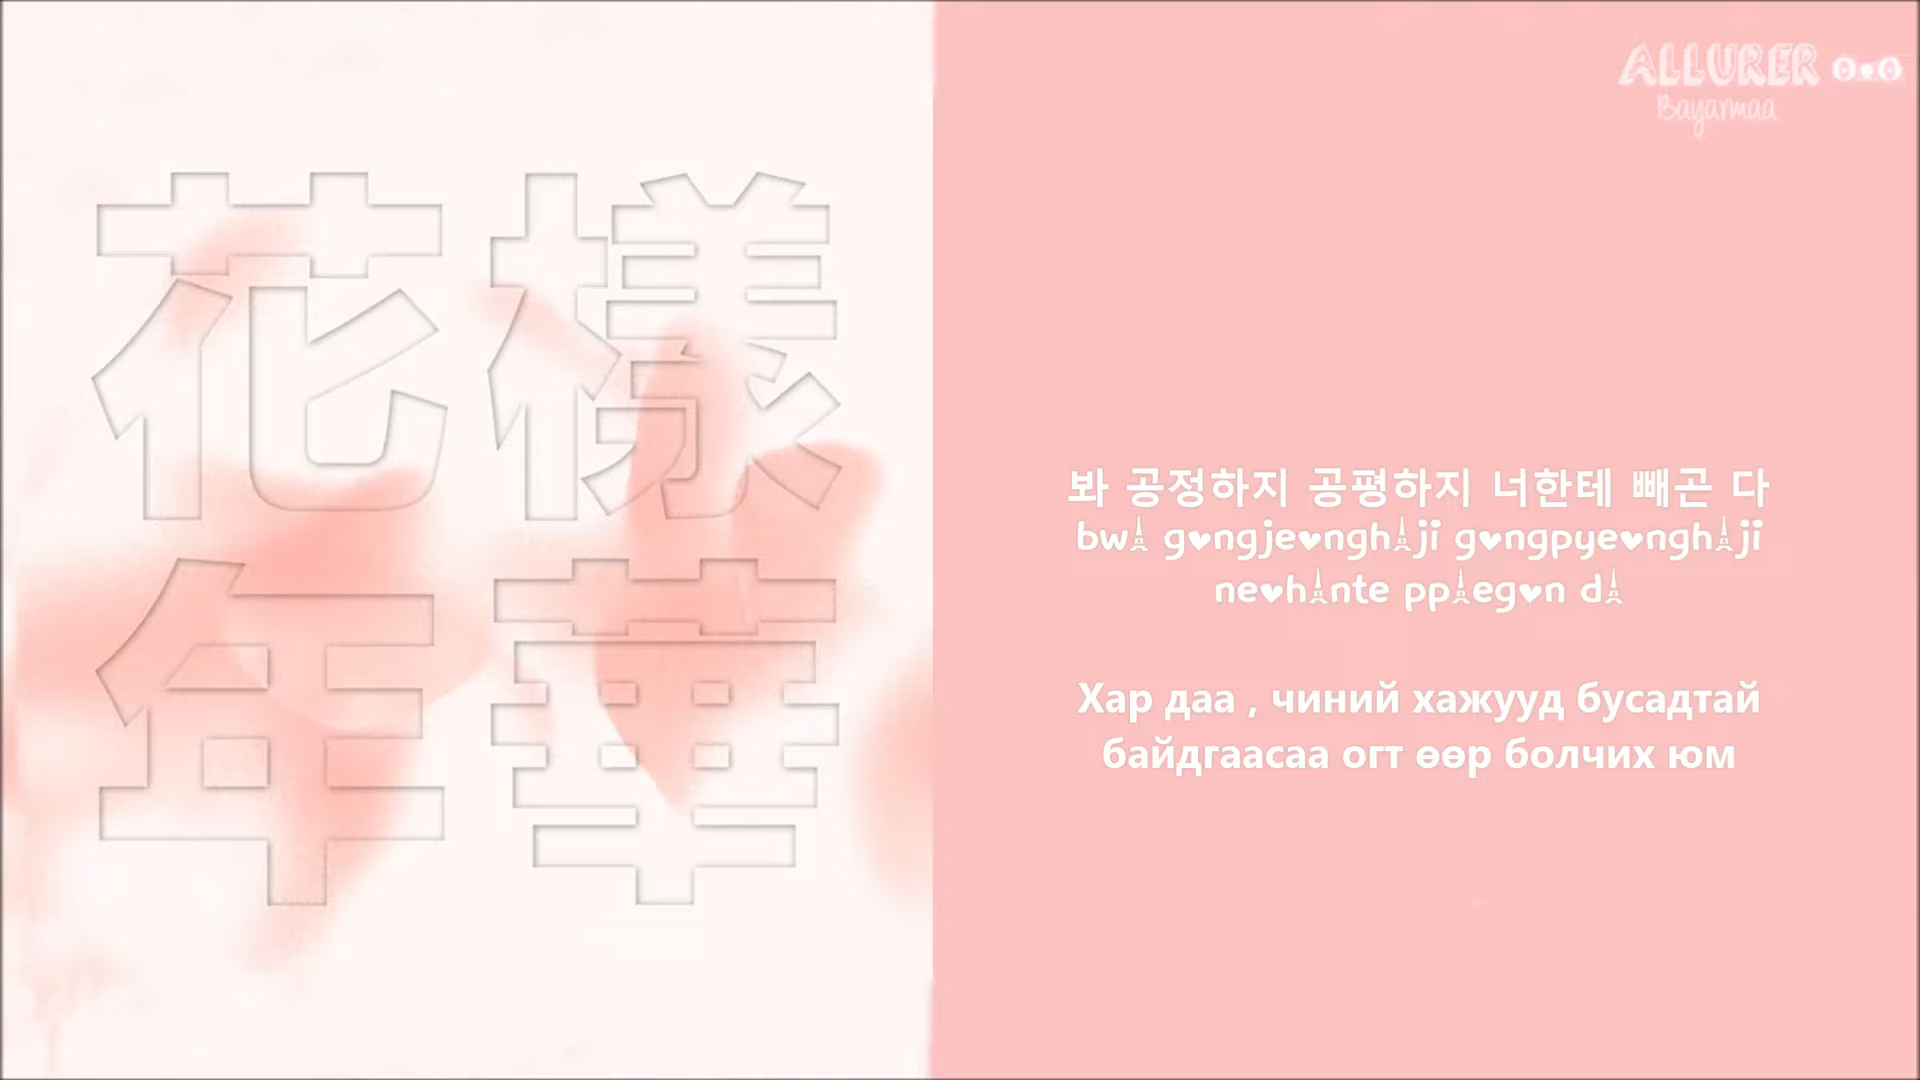 花樣
年華
ALLURER
Bayarmaa
봐 공정하지 공평하지 너한테 빼곤 다
bwa gongjeonghaji gongpyeonghaji
neohante ppaegon da
Хар даа , чиний хажууд бусадтай
байдгаасаа огт өөр болчих юм